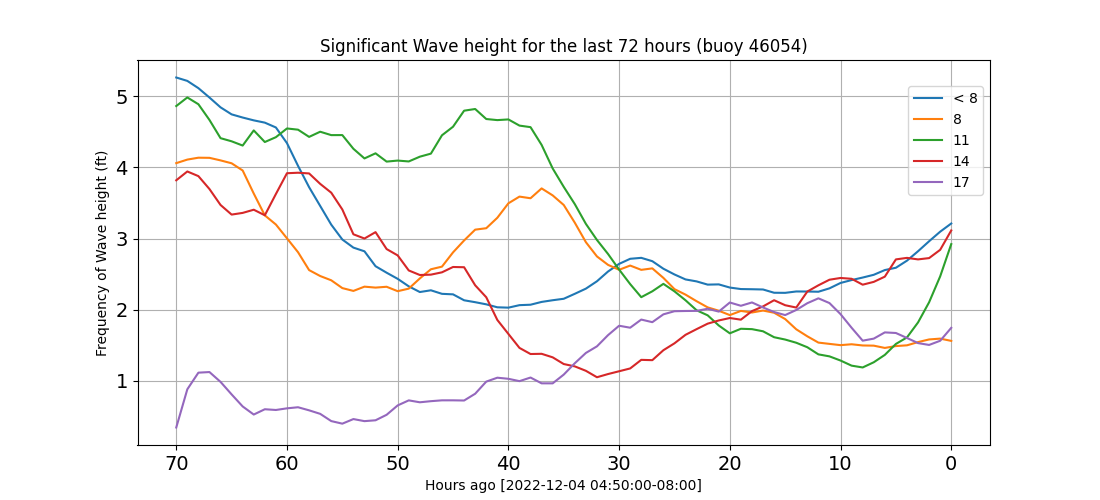 Significant Wave height for the last 72 hours (buoy 46054)
Frequency of Wave height (ft)
5
4
3
2
1
< 8
8
11
14
17
70 60 50 40 30 20 10 0
Hours ago [2022-12-04 04:50:00-08:00]